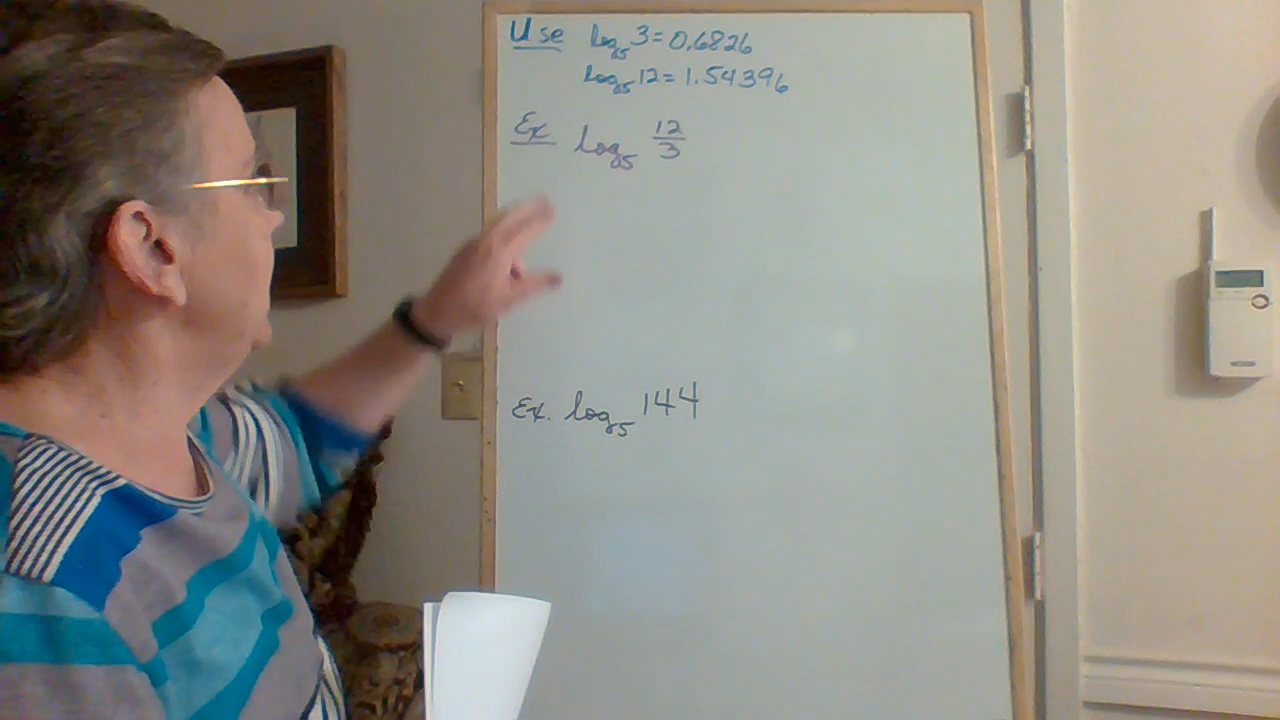 Use log₅ 3 = 0.6826
log₅ 12 = 1.54396
Ex log₅ 12/3
Ex. log₅ 144